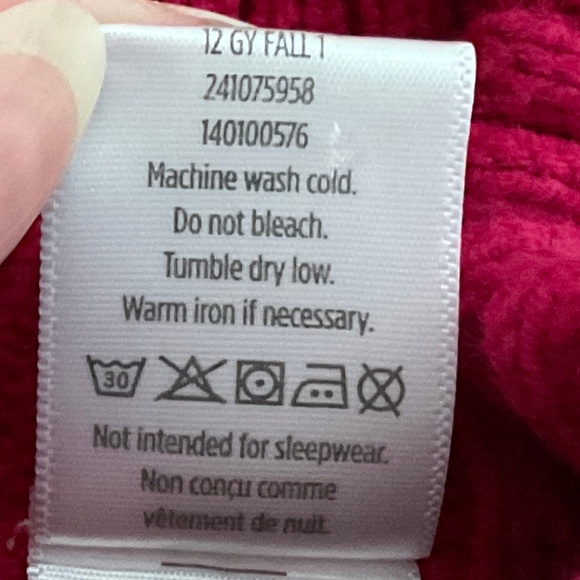 12 GY FALL 1
241075958
140100576
Machine wash cold.
Do not bleach.
Tumble dry low.
Warm iron if necessary.
30
Not intended for sleepwear.
Non conçu comme
vêtement de nuit.